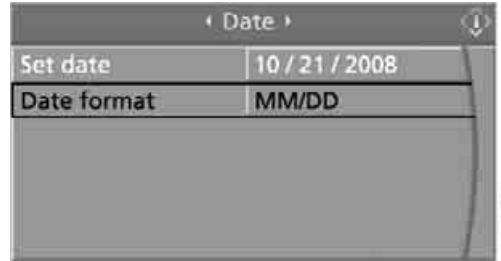 Date
Set date 10 / 21 / 2008
Date format MM/DD